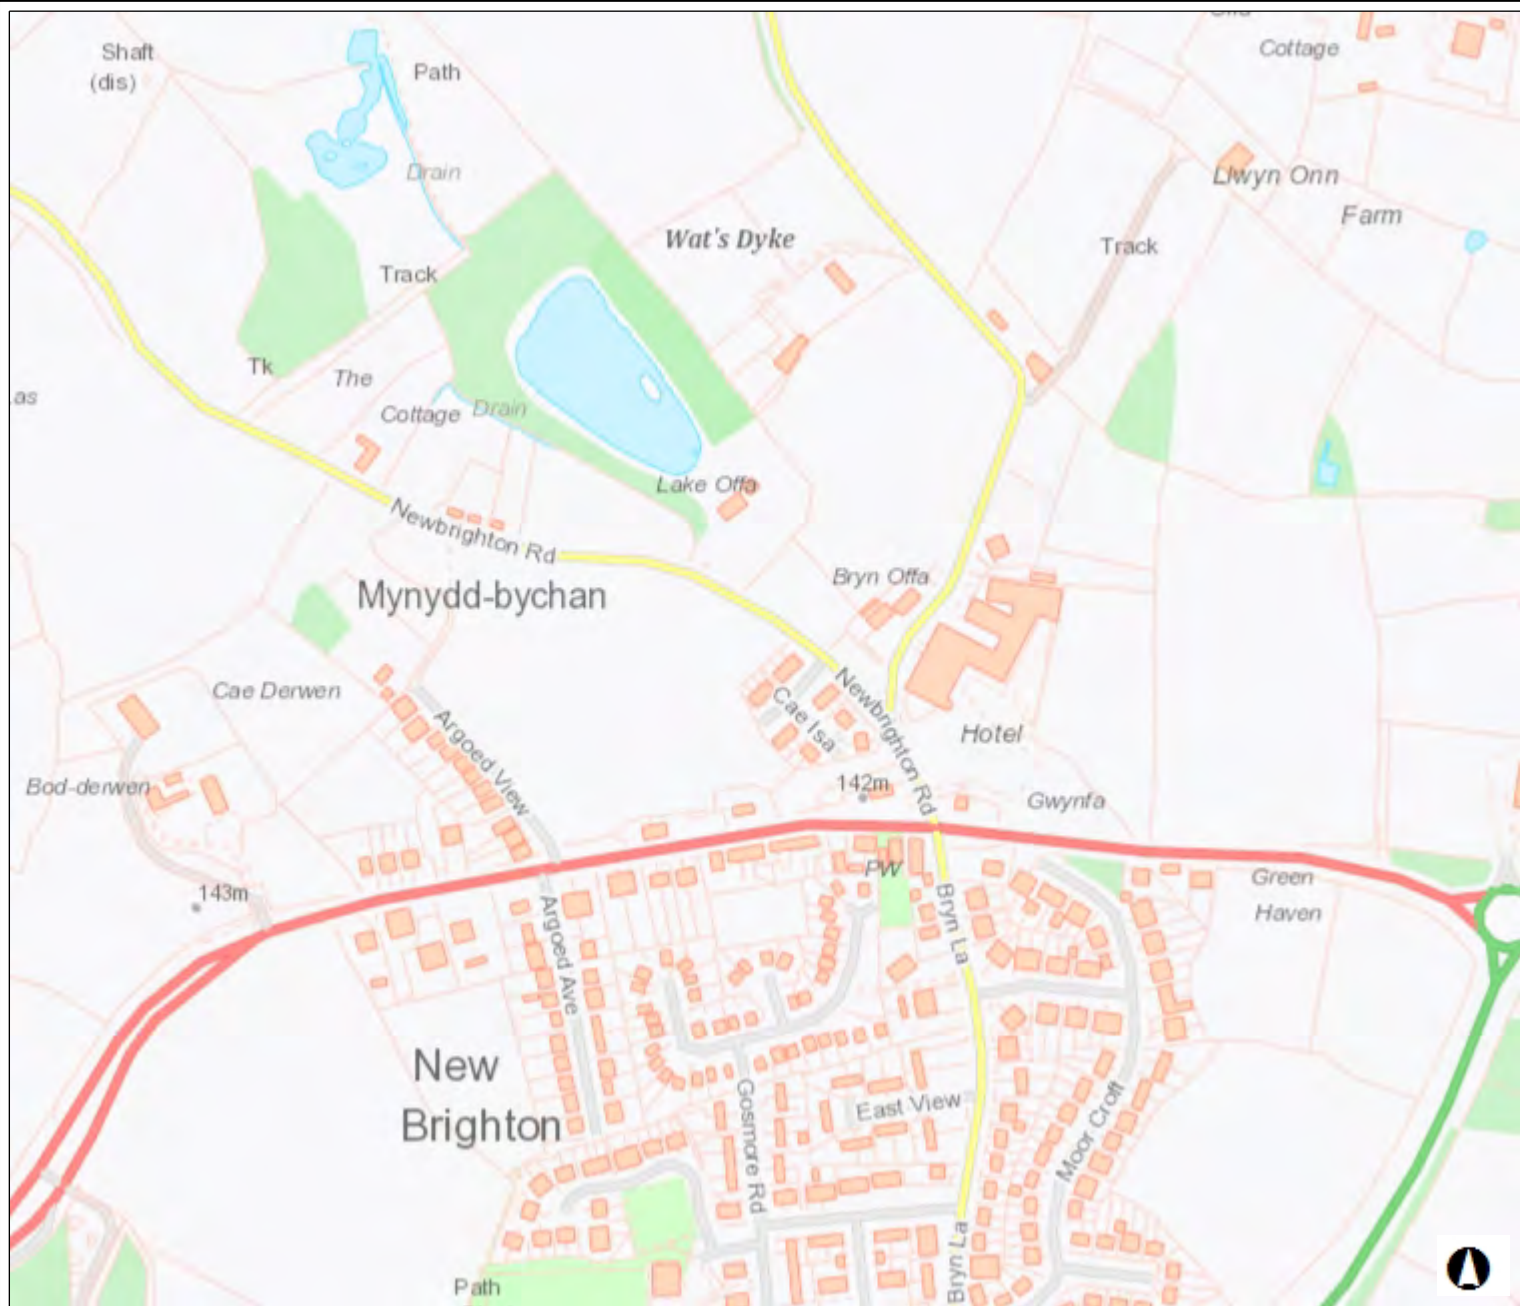 Cottage
Shaft
(dis)
Path
Drain
Llwyn Onn
Farm
Wat's Dyke
Track
Track
Tk
The
Cottage
Drain
as
Lake Offa
Newbrighton Rd
Bryn Offa
Mynydd-bychan
Cae Derwen
Newbrighton Rd
Cae Isa
Argoed View
Hotel
Bod-derwen
142m
Gwynfa
PW
Green
Haven
143m
Bryn La
Argoed Ave
New
Brighton
East View
Gosmore Rd
Moor Croft
Bryn La
Path